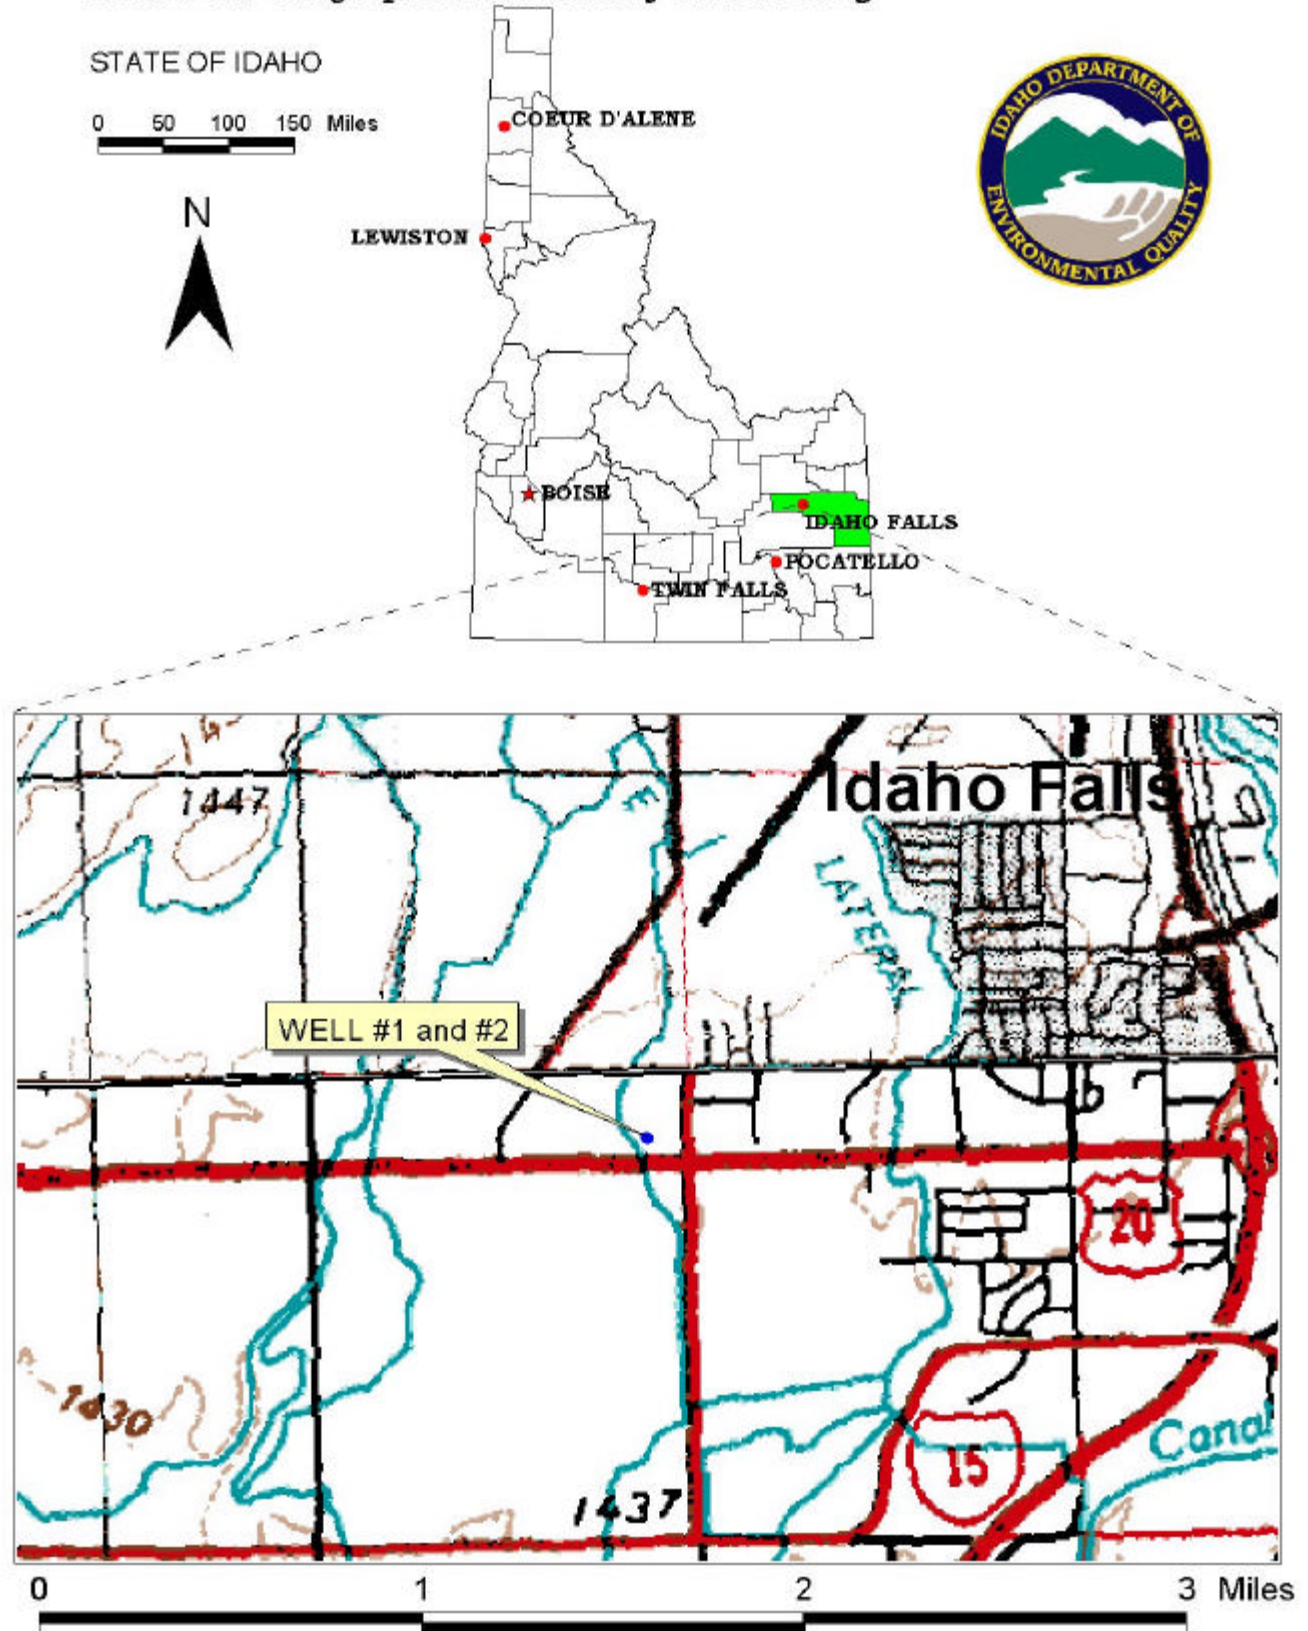 STATE OF IDAHO
0 50 100 150 Miles
N
COEUR D'ALENE
LEWISTON
BOISE
IDAHO FALLS
POCATELLO
TWIN FALLS
IDAHO DEPARTMENT OF
ENVIRONMENTAL QUALITY
1447
E
Idaho Falls
LATERAL
WELL #1 and #2
20
1430
15
Canal
1437
0 1 2 3 Miles